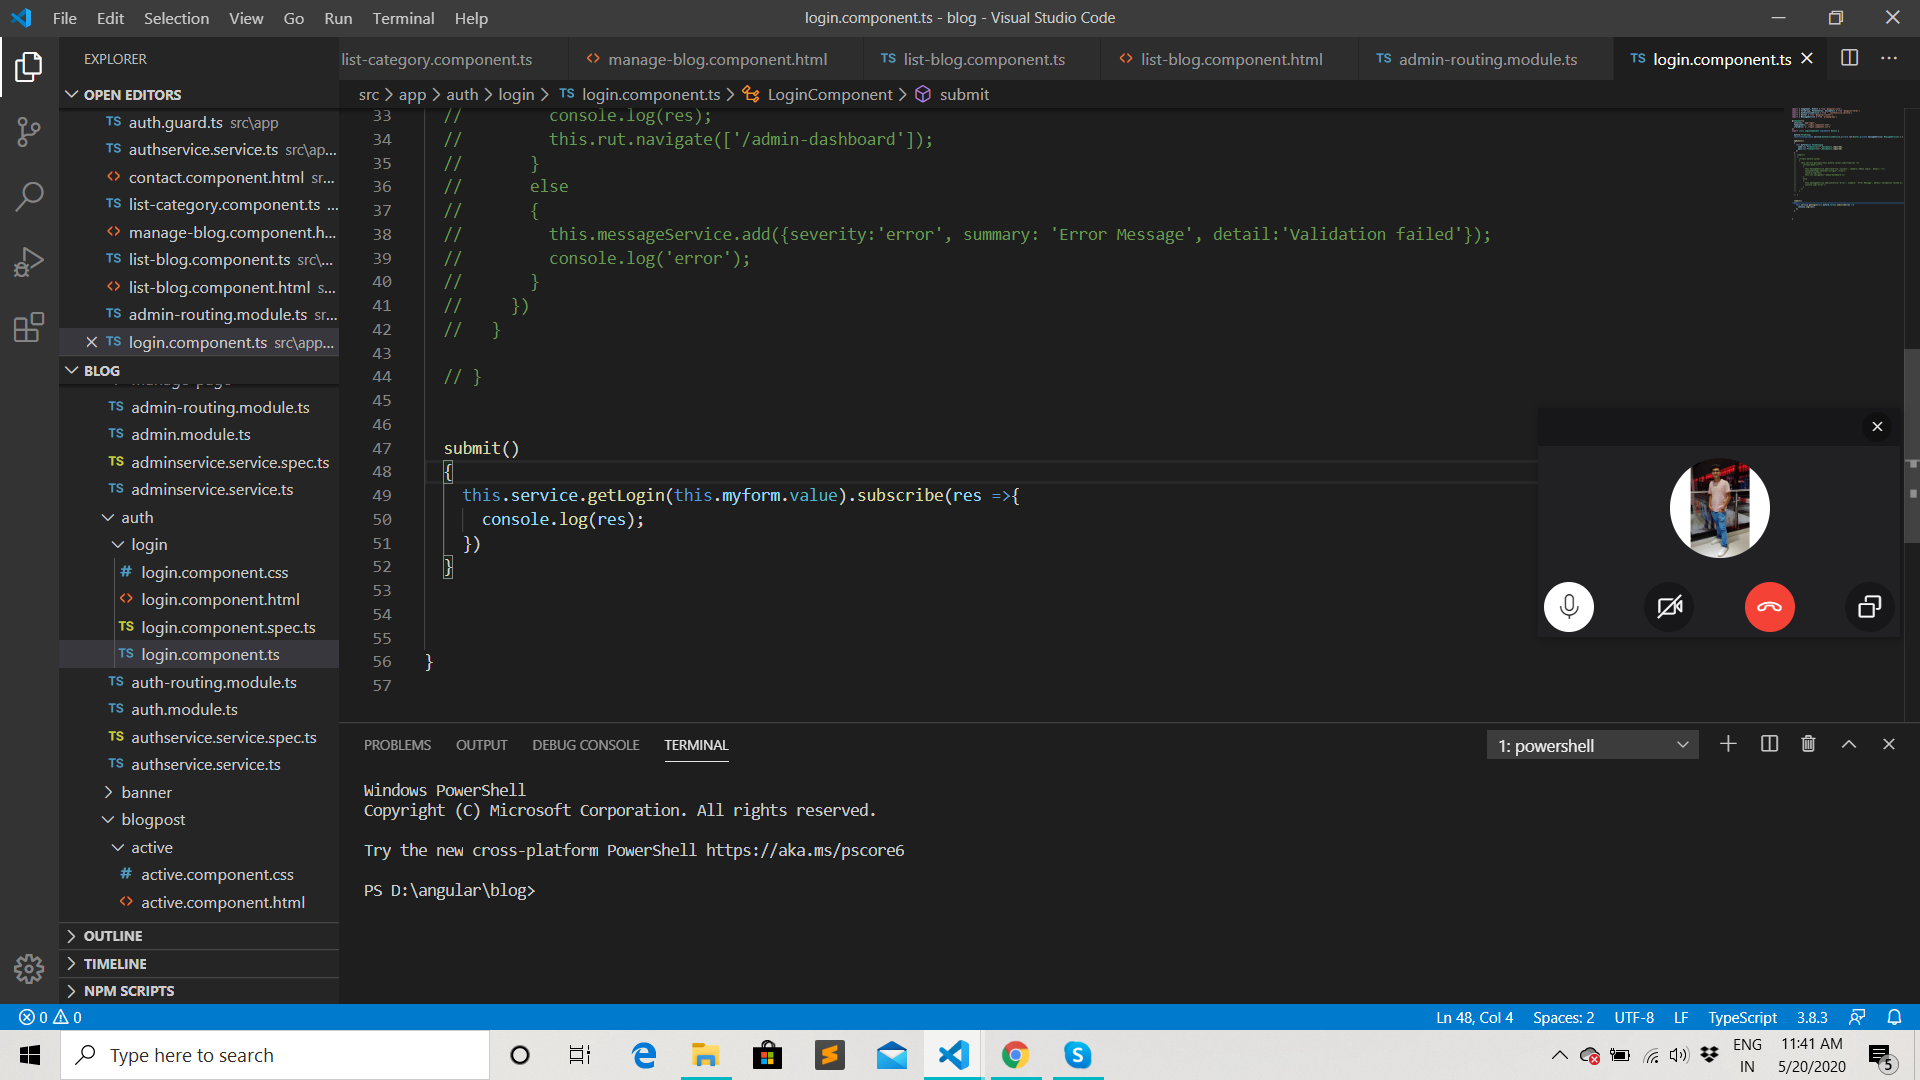 File Edit Selection View Go Run Terminal Help
login.component.ts - blog - Visual Studio Code
EXPLORER
OPEN EDITORS
TS auth.guard.ts src\app
TS authservice.service.ts src\ap...
<> contact.component.html sr...
TS list-category.component.ts ...
<> manage-blog.component.h...
TS list-blog.component.ts src\...
<> list-blog.component.html s...
TS admin-routing.module.ts sr...
TS login.component.ts src\app...
BLOG
manage-page
TS admin-routing.module.ts
TS admin.module.ts
TS adminservice.service.spec.ts
TS adminservice.service.ts
auth
login
# login.component.css
<> login.component.html
TS login.component.spec.ts
TS login.component.ts
TS auth-routing.module.ts
TS auth.module.ts
TS authservice.service.spec.ts
TS authservice.service.ts
banner
blogpost
active
# active.component.css
<> active.component.html
OUTLINE
TIMELINE
NPM SCRIPTS
list-category.component.ts
<> manage-blog.component.html
TS list-blog.component.ts
<> list-blog.component.html
TS admin-routing.module.ts
TS login.component.ts
src > app > auth > login > TS login.component.ts > LoginComponent > submit
33 // console.log(res);
34 // this.rut.navigate(['/admin-dashboard']);
35 // }
36 // else
37 // {
38 // this.messageService.add({severity:'error', summary: 'Error Message', detail:'Validation failed'});
39 // console.log('error');
40 // }
41 // })
42 // }
43
44 // }
45
46
47 submit()
48 {
49 this.service.getLogin(this.myform.value).subscribe(res =>{
50 console.log(res);
51 })
52 }
53
54
55
56 }
57
PROBLEMS OUTPUT DEBUG CONSOLE TERMINAL
1: powershell
Windows PowerShell
Copyright (C) Microsoft Corporation. All rights reserved.
Try the new cross-platform PowerShell https://aka.ms/pscore6
PS D:\angular\blog>
0 0
Ln 48, Col 4 Spaces: 2 UTF-8 LF TypeScript 3.8.3
Type here to search
ENG
IN
11:41 AM
5/20/2020
5